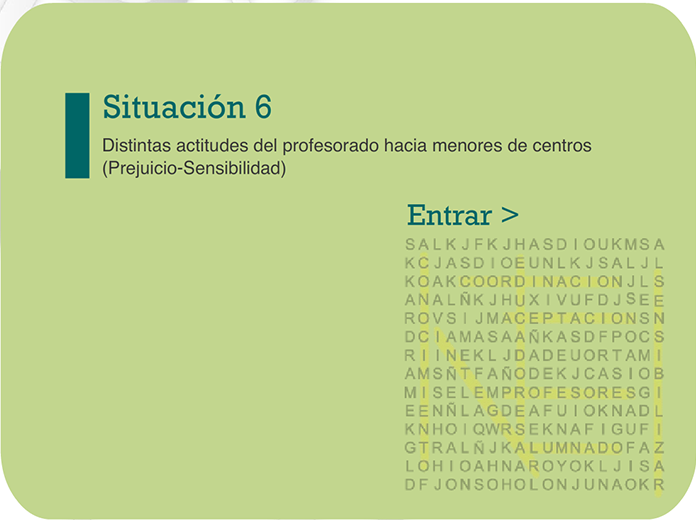 Situación 6
Distintas actitudes del profesorado hacia menores de centros
(Prejuicio-Sensibilidad)
Entrar >
SALKJFKJHASDIOUKMSA
KCJASDIOEUNLKJSALJL
KOAKCOORDINACIONJLS
ANALÑKJHUXIVUFDJSEE
ROVSIJMACEPTACIONSN
DCIAMASAAÑKASDFPOCS
RIINEKLJDADEUORTAMI
AMSÑTFAÑODEKJCASIOB
MISELEMPROFESORESGI
EENÑLAGDEAFUIOKNADL
KNHOIQWRSEKNAFIGUFI
GTRALÑJKALUMNADOFAZ
LOHIOAHNAROYOKLJISA
DFJONSOHOLONJUNAOKR